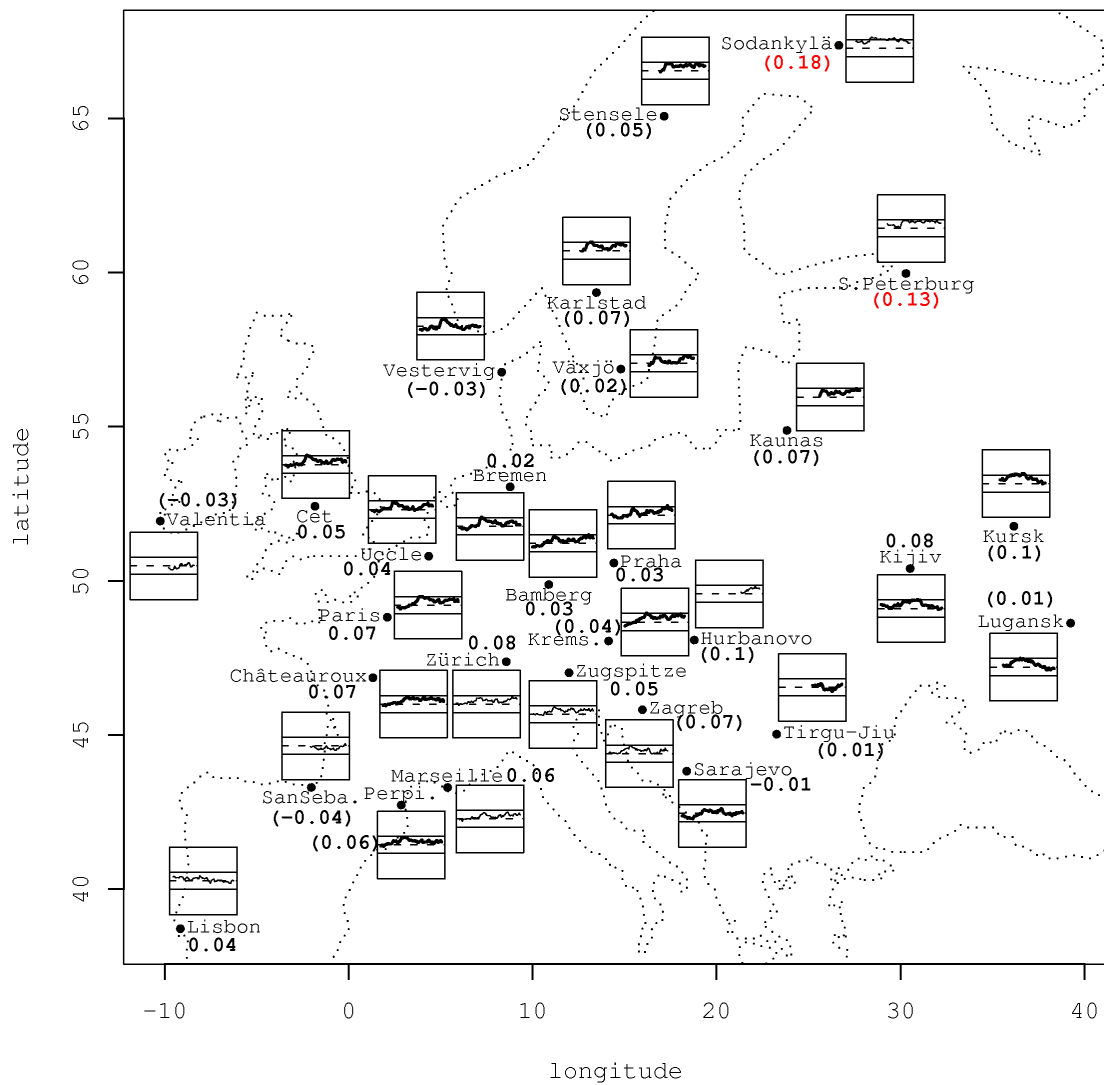 Sodankylä
(0.18)
Stensele
(0.05)
65
S.Peterburg
(0.13)
60
Karlstad
(0.07)
Vestervig
(−0.03)
Växjö
(0.02)
55
Kaunas
(0.07)
0.02
Bremen
(−0.03)
Valentia
Cet
0.05
Kursk
(0.1)
0.08
Kijiv
Uccle
0.04
Praha
0.03
50
Bamberg
0.03
(0.01)
Lugansk
Paris
0.07
(0.04)
Krems.
Hurbanovo
(0.1)
0.08
Zürich
Châteauroux
0.07
Zugspitze
0.05
Zagreb
(0.07)
45
Tirgu−Jiu
(0.01)
Marseille 0.06
Sarajevo
−0.01
SanSeba.
(−0.04)
Perpi.
(0.06)
40
Lisbon
0.04
latitude
−10 0 10 20 30 40
longitude